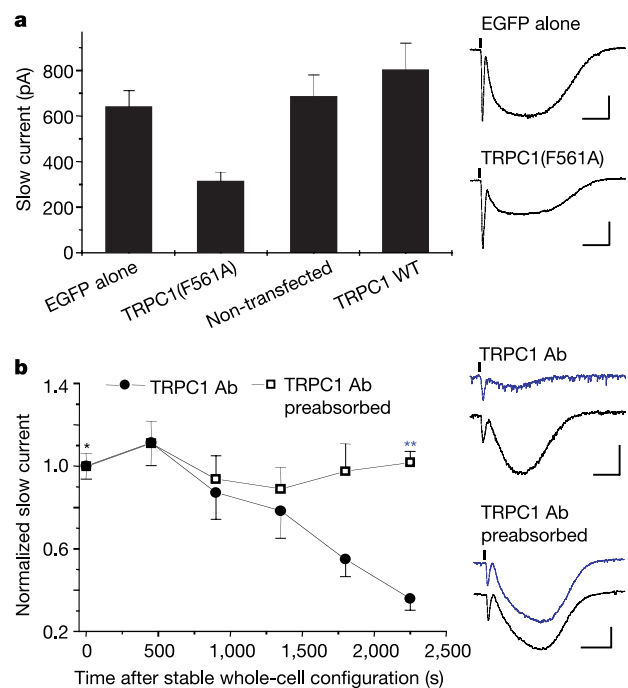 a
Slow current (pA)
800
600
400
200
0
EGFP alone
TRPC1(F561A)
Non-transfected
TRPC1 WT
EGFP alone
TRPC1(F561A)
b
TRPC1 Ab
TRPC1 Ab
preabsorbed
Normalized slow current
1.4
1.0
0.6
0.2
*
**
0
500
1,000
1,500
2,000
2,500
Time after stable whole-cell configuration (s)
TRPC1 Ab
TRPC1 Ab
preabsorbed